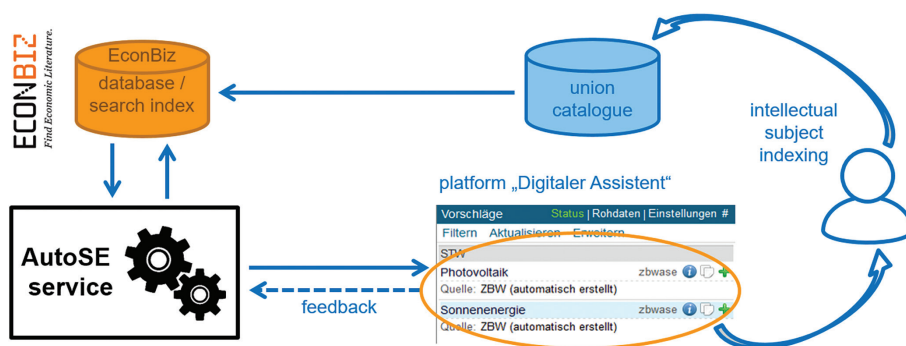 ECONBIZ
Find Economic Literature.
EconBiz
database /
search index
union
catalogue
intellectual
subject
indexing
platform „Digitaler Assistent“
AutoSE
service
feedback
Vorschläge Status | Rohdaten | Einstellungen #
Filtern Aktualisieren Erweitern
STW
Photovoltaik zbwase
Quelle: ZBW (automatisch erstellt)
Sonnenenergie zbwase
Quelle: ZBW (automatisch erstellt)